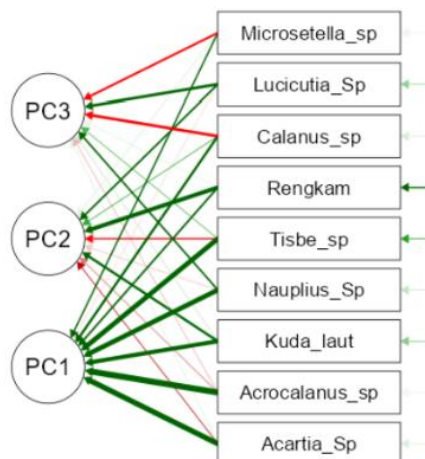 Microsetella_sp
Lucicutia_Sp
PC3
Calanus_sp
Rengkam
PC2
Tisbe_sp
Nauplius_Sp
Kuda_laut
PC1
Acrocalanus_sp
Acartia_Sp